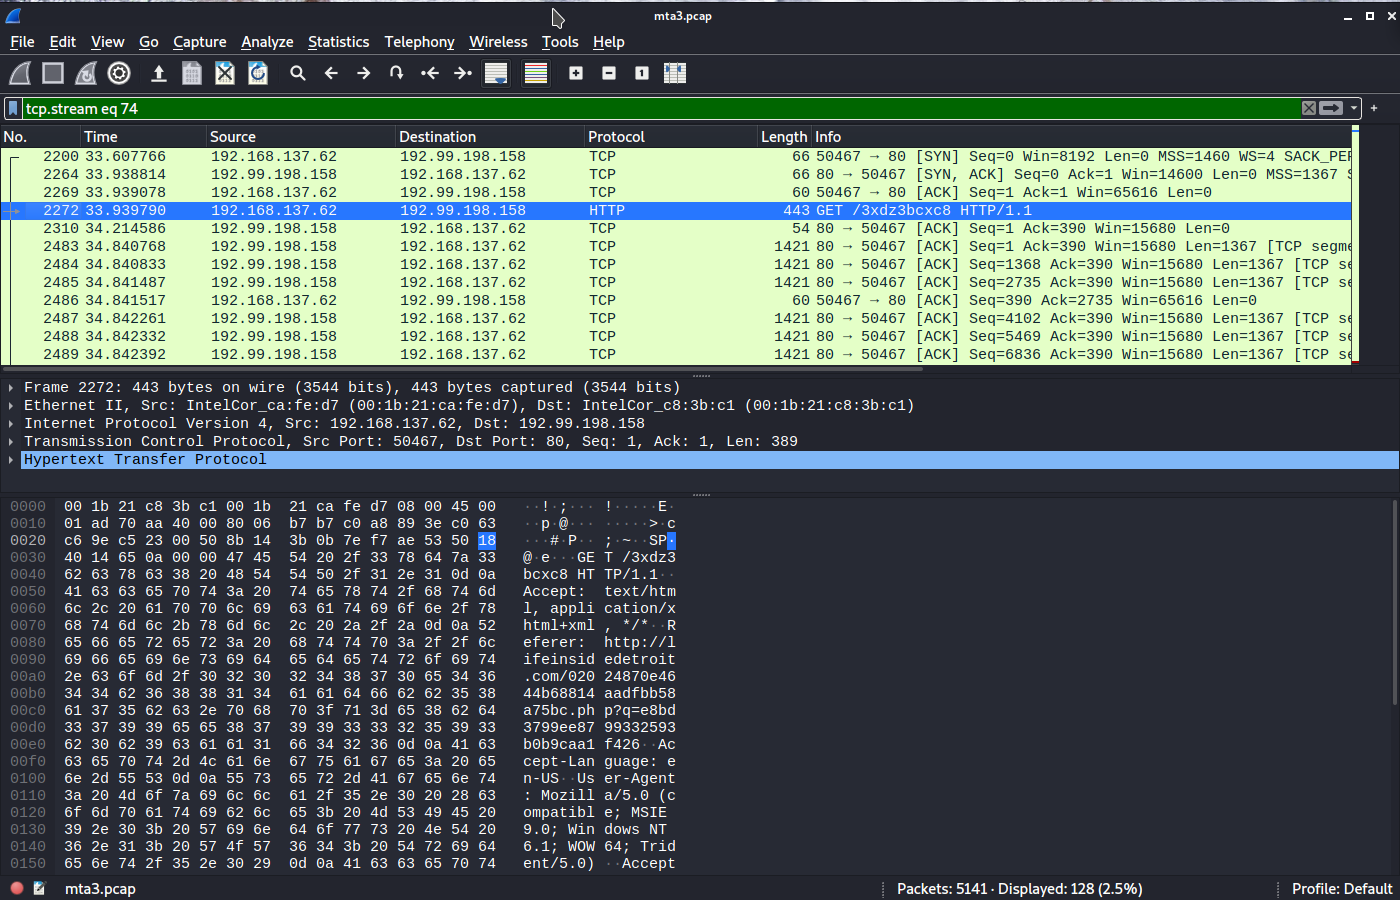 mta3.pcap
File Edit View Go Capture Analyze Statistics Telephony Wireless Tools Help
tcp.stream eq 74
No. Time Source Destination Protocol Length Info
2200 33.607766 192.168.137.62 192.99.198.158 TCP 66 50467 → 80 [SYN] Seq=0 Win=8192 Len=0 MSS=1460 WS=4 SACK_PER
2264 33.938814 192.99.198.158 192.168.137.62 TCP 66 80 → 50467 [SYN, ACK] Seq=0 Ack=1 Win=14600 Len=0 MSS=1367 S
2269 33.939078 192.168.137.62 192.99.198.158 TCP 60 50467 → 80 [ACK] Seq=1 Ack=1 Win=65616 Len=0
2272 33.939790 192.168.137.62 192.99.198.158 HTTP 443 GET /3xdz3bcxc8 HTTP/1.1
2310 34.214586 192.99.198.158 192.168.137.62 TCP 54 80 → 50467 [ACK] Seq=1 Ack=390 Win=15680 Len=0
2483 34.840768 192.99.198.158 192.168.137.62 TCP 1421 80 → 50467 [ACK] Seq=1 Ack=390 Win=15680 Len=1367 [TCP segme
2484 34.840833 192.99.198.158 192.168.137.62 TCP 1421 80 → 50467 [ACK] Seq=1368 Ack=390 Win=15680 Len=1367 [TCP se
2485 34.841487 192.99.198.158 192.168.137.62 TCP 1421 80 → 50467 [ACK] Seq=2735 Ack=390 Win=15680 Len=1367 [TCP se
2486 34.841517 192.168.137.62 192.99.198.158 TCP 60 50467 → 80 [ACK] Seq=390 Ack=2735 Win=65616 Len=0
2487 34.842261 192.99.198.158 192.168.137.62 TCP 1421 80 → 50467 [ACK] Seq=4102 Ack=390 Win=15680 Len=1367 [TCP se
2488 34.842332 192.99.198.158 192.168.137.62 TCP 1421 80 → 50467 [ACK] Seq=5469 Ack=390 Win=15680 Len=1367 [TCP se
2489 34.842392 192.99.198.158 192.168.137.62 TCP 1421 80 → 50467 [ACK] Seq=6836 Ack=390 Win=15680 Len=1367 [TCP se
Frame 2272: 443 bytes on wire (3544 bits), 443 bytes captured (3544 bits)
Ethernet II, Src: IntelCor_ca:fe:d7 (00:1b:21:ca:fe:d7), Dst: IntelCor_c8:3b:c1 (00:1b:21:c8:3b:c1)
Internet Protocol Version 4, Src: 192.168.137.62, Dst: 192.99.198.158
Transmission Control Protocol, Src Port: 50467, Dst Port: 80, Seq: 1, Ack: 1, Len: 389
Hypertext Transfer Protocol
0000 00 1b 21 c8 3b c1 00 1b 21 ca fe d7 08 00 45 00 ··!·;··· !·····E·
0010 01 ad 70 aa 40 00 80 06 b7 b7 c0 a8 89 3e c0 63 ··p·@··· ·····>·c
0020 c6 9e c5 23 00 50 8b 14 3b 0b 7e f7 ae 53 50 18 ···#·P·· ;·~··SP·
0030 40 14 65 0a 00 00 47 45 54 20 2f 33 78 64 7a 33 @·e···GE T /3xdz3
0040 62 63 78 63 38 20 48 54 54 50 2f 31 2e 31 0d 0a bcxc8 HT TP/1.1··
0050 41 63 63 65 70 74 3a 20 74 65 78 74 2f 68 74 6d Accept: text/htm
0060 6c 2c 20 61 70 70 6c 69 63 61 74 69 6f 6e 2f 78 l, appli cation/x
0070 68 74 6d 6c 2b 78 6d 6c 2c 20 2a 2f 2a 0d 0a 52 html+xml , */*··R
0080 65 66 65 72 65 72 3a 20 68 74 74 70 3a 2f 2f 6c eferer: http://l
0090 69 66 65 69 6e 73 69 64 65 64 65 74 72 6f 69 74 ifeinsid edetroit
00a0 2e 63 6f 6d 2f 30 32 30 32 34 38 37 30 65 34 36 .com/020 24870e46
00b0 34 34 62 36 38 38 31 34 61 61 64 66 62 62 35 38 44b68814 aadfbb58
00c0 61 37 35 62 63 2e 70 68 70 3f 71 3d 65 38 62 64 a75bc.ph p?q=e8bd
00d0 33 37 39 39 65 65 38 37 39 39 33 33 32 35 39 33 3799ee87 99332593
00e0 62 30 62 39 63 61 61 31 66 34 32 36 0d 0a 41 63 b0b9caa1 f426··Ac
00f0 63 65 70 74 2d 4c 61 6e 67 75 61 67 65 3a 20 65 cept-Lan guage: e
0100 6e 2d 55 53 0d 0a 55 73 65 72 2d 41 67 65 6e 74 n-US··Us er-Agent
0110 3a 20 4d 6f 7a 69 6c 6c 61 2f 35 2e 30 20 28 63 : Mozill a/5.0 (c
0120 6f 6d 70 61 74 69 62 6c 65 3b 20 4d 53 49 45 20 ompatibl e; MSIE
0130 39 2e 30 3b 20 57 69 6e 64 6f 77 73 20 4e 54 20 9.0; Win dows NT
0140 36 2e 31 3b 20 57 4f 57 36 34 3b 20 54 72 69 64 6.1; WOW 64; Trid
0150 65 6e 74 2f 35 2e 30 29 0d 0a 41 63 63 65 70 74 ent/5.0) ··Accept
mta3.pcap Packets: 5141 · Displayed: 128 (2.5%) Profile: Default